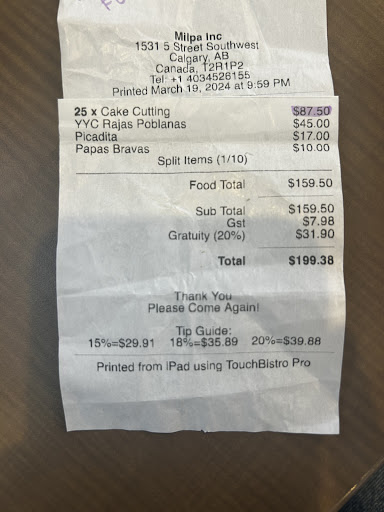 Milpa Inc
1531 5 Street Southwest
Calgary, AB
Canada, T2R1P2
Tel: +1 4034526155
Printed March 19, 2024 at 9:59 PM
25 x Cake Cutting $87.50
YYC Rajas Poblanas $45.00
Picadita $17.00
Papas Bravas $10.00
Split Items (1/10)
Food Total $159.50
Sub Total $159.50
Gst $7.98
Gratuity (20%) $31.90
Total $199.38
Thank You
Please Come Again!
Tip Guide:
15%=$29.91 18%=$35.89 20%=$39.88
Printed from iPad using TouchBistro Pro